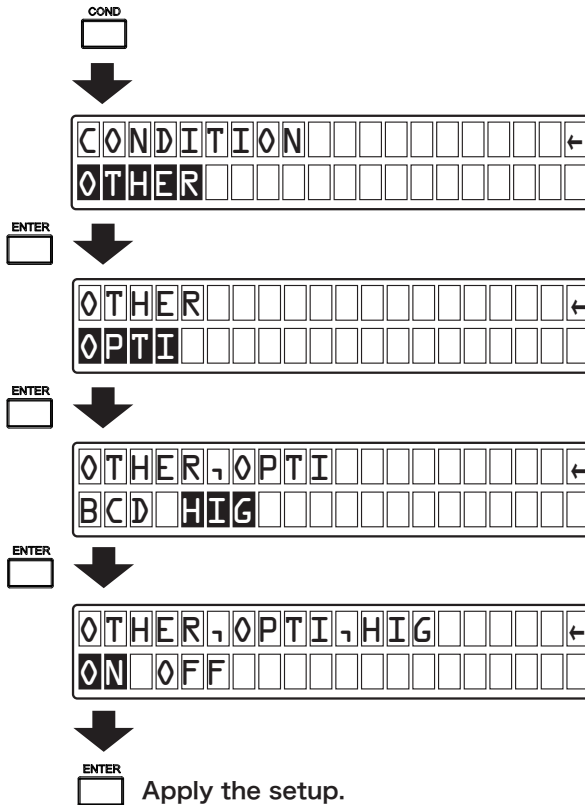 COND
CONDITION ←
OTHER
ENTER
OTHER ←
OPTI
ENTER
OTHER¬OPTI ←
BCD HIG
ENTER
OTHER¬OPTI¬HIG ←
ON OFF
ENTER
Apply the setup.